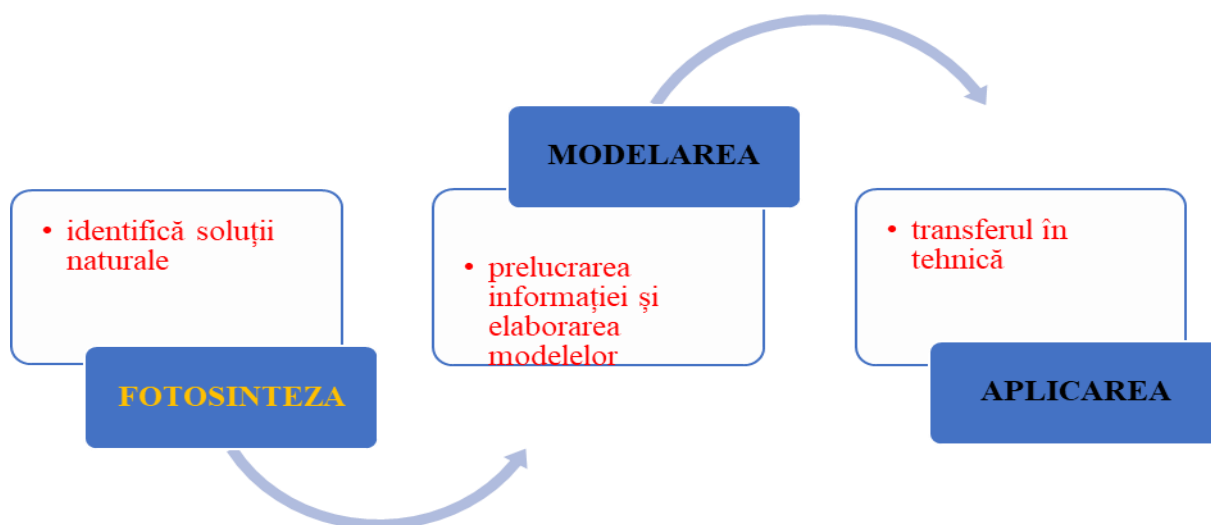 • identifică soluții
naturale
FOTOSINTEZA
MODELAREA
• prelucrarea
informației și
elaborarea
modelelor
• transferul în
tehnică
APLICAREA